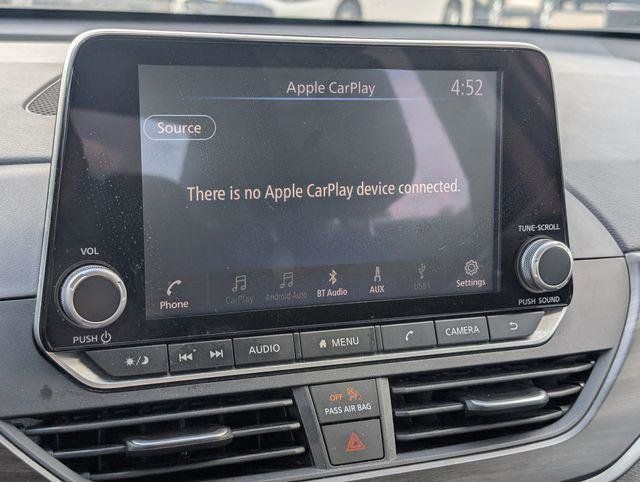 Apple CarPlay
4:52
Source
There is no Apple CarPlay device connected.
VOL
TUNE·SCROLL
PUSH
PUSH SOUND
Phone
CarPlay
Android Auto
BT Audio
AUX
USB1
Settings
AUDIO
MENU
CAMERA
OFF
PASS AIR BAG